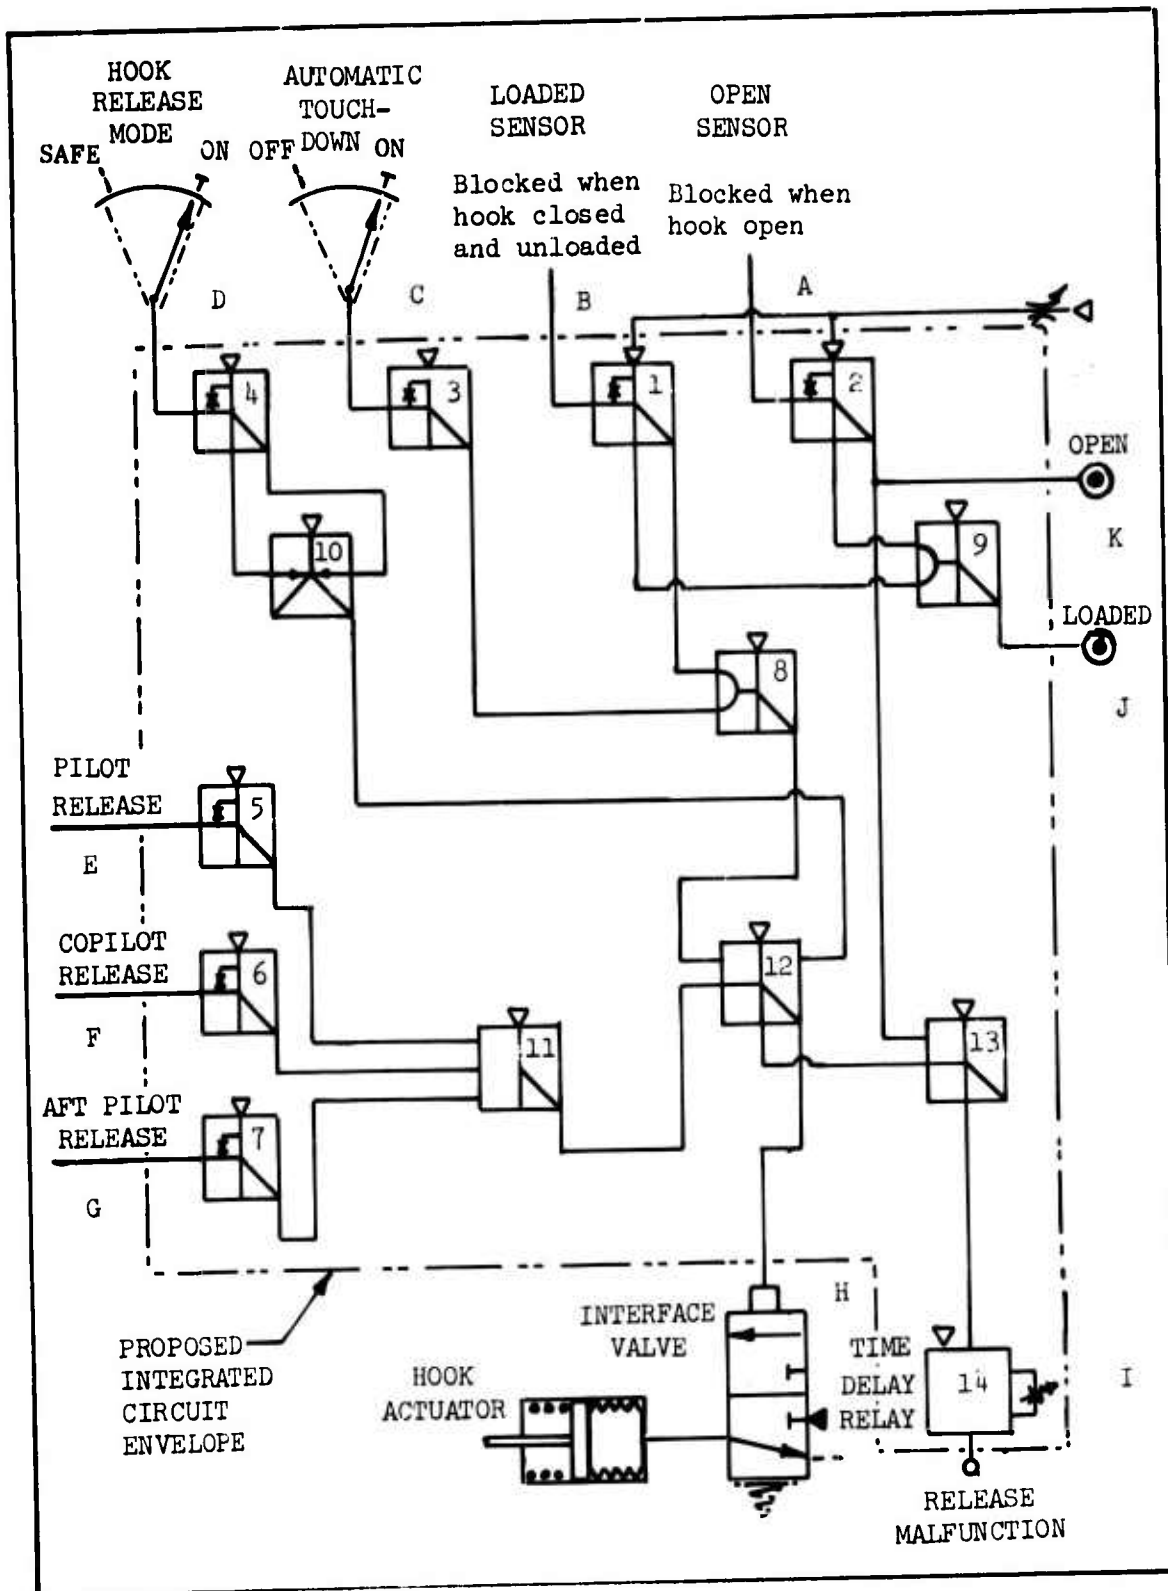 HOOK
RELEASE
MODE
SAFE
ON
AUTOMATIC
TOUCH-
DOWN
OFF
ON
LOADED
SENSOR
Blocked when
hook closed
and unloaded
OPEN
SENSOR
Blocked when
hook open
D
C
B
A
4
3
1
2
OPEN
10
9
K
LOADED
8
J
PILOT
RELEASE
5
E
COPILOT
RELEASE
6
12
F
11
13
AFT PILOT
RELEASE
7
G
H
INTERFACE
VALVE
PROPOSED
INTEGRATED
CIRCUIT
ENVELOPE
HOOK
ACTUATOR
TIME
DELAY
RELAY
14
I
RELEASE
MALFUNCTION